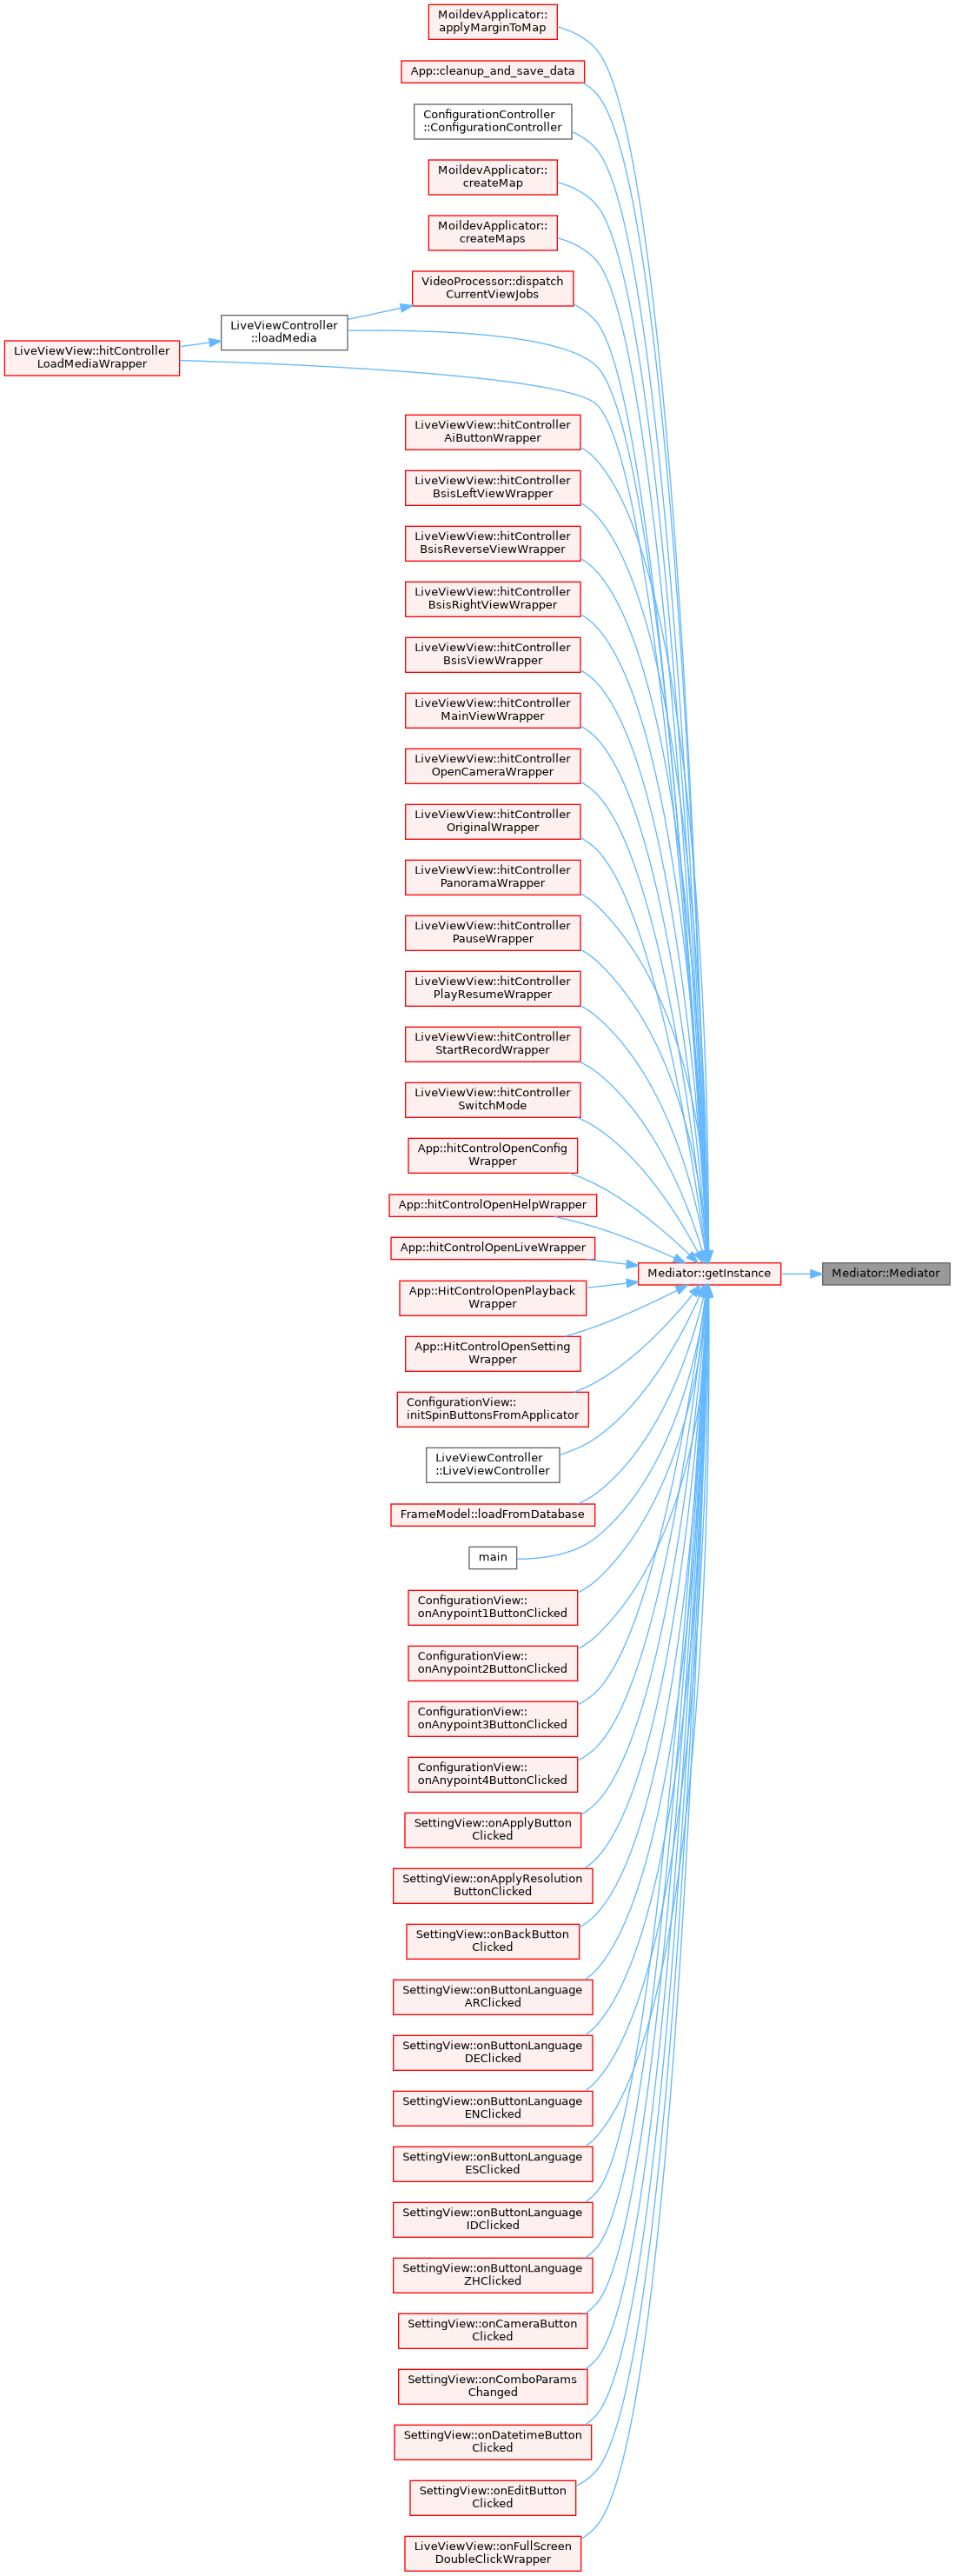 MoildevApplicator::
applyMarginToMap
App::cleanup_and_save_data
ConfigurationController
::ConfigurationController
MoildevApplicator::
createMap
MoildevApplicator::
createMaps
VideoProcessor::dispatch
CurrentViewJobs
LiveViewController
::loadMedia
LiveViewView::hitController
LoadMediaWrapper
LiveViewView::hitController
AiButtonWrapper
LiveViewView::hitController
BsisLeftViewWrapper
LiveViewView::hitController
BsisReverseViewWrapper
LiveViewView::hitController
BsisRightViewWrapper
LiveViewView::hitController
BsisViewWrapper
LiveViewView::hitController
MainViewWrapper
LiveViewView::hitController
OpenCameraWrapper
LiveViewView::hitController
OriginalWrapper
LiveViewView::hitController
PanoramaWrapper
LiveViewView::hitController
PauseWrapper
LiveViewView::hitController
PlayResumeWrapper
LiveViewView::hitController
StartRecordWrapper
LiveViewView::hitController
SwitchMode
App::hitControlOpenConfig
Wrapper
App::hitControlOpenHelpWrapper
App::hitControlOpenLiveWrapper
Mediator::getInstance
Mediator::Mediator
App::HitControlOpenPlayback
Wrapper
App::HitControlOpenSetting
Wrapper
ConfigurationView::
initSpinButtonsFromApplicator
LiveViewController
::LiveViewController
FrameModel::loadFromDatabase
main
ConfigurationView::
onAnypoint1ButtonClicked
ConfigurationView::
onAnypoint2ButtonClicked
ConfigurationView::
onAnypoint3ButtonClicked
ConfigurationView::
onAnypoint4ButtonClicked
SettingView::onApplyButton
Clicked
SettingView::onApplyResolution
ButtonClicked
SettingView::onBackButton
Clicked
SettingView::onButtonLanguage
ARClicked
SettingView::onButtonLanguage
DEClicked
SettingView::onButtonLanguage
ENClicked
SettingView::onButtonLanguage
ESClicked
SettingView::onButtonLanguage
IDClicked
SettingView::onButtonLanguage
ZHClicked
SettingView::onCameraButton
Clicked
SettingView::onComboParams
Changed
SettingView::onDatetimeButton
Clicked
SettingView::onEditButton
Clicked
LiveViewView::onFullScreen
DoubleClickWrapper